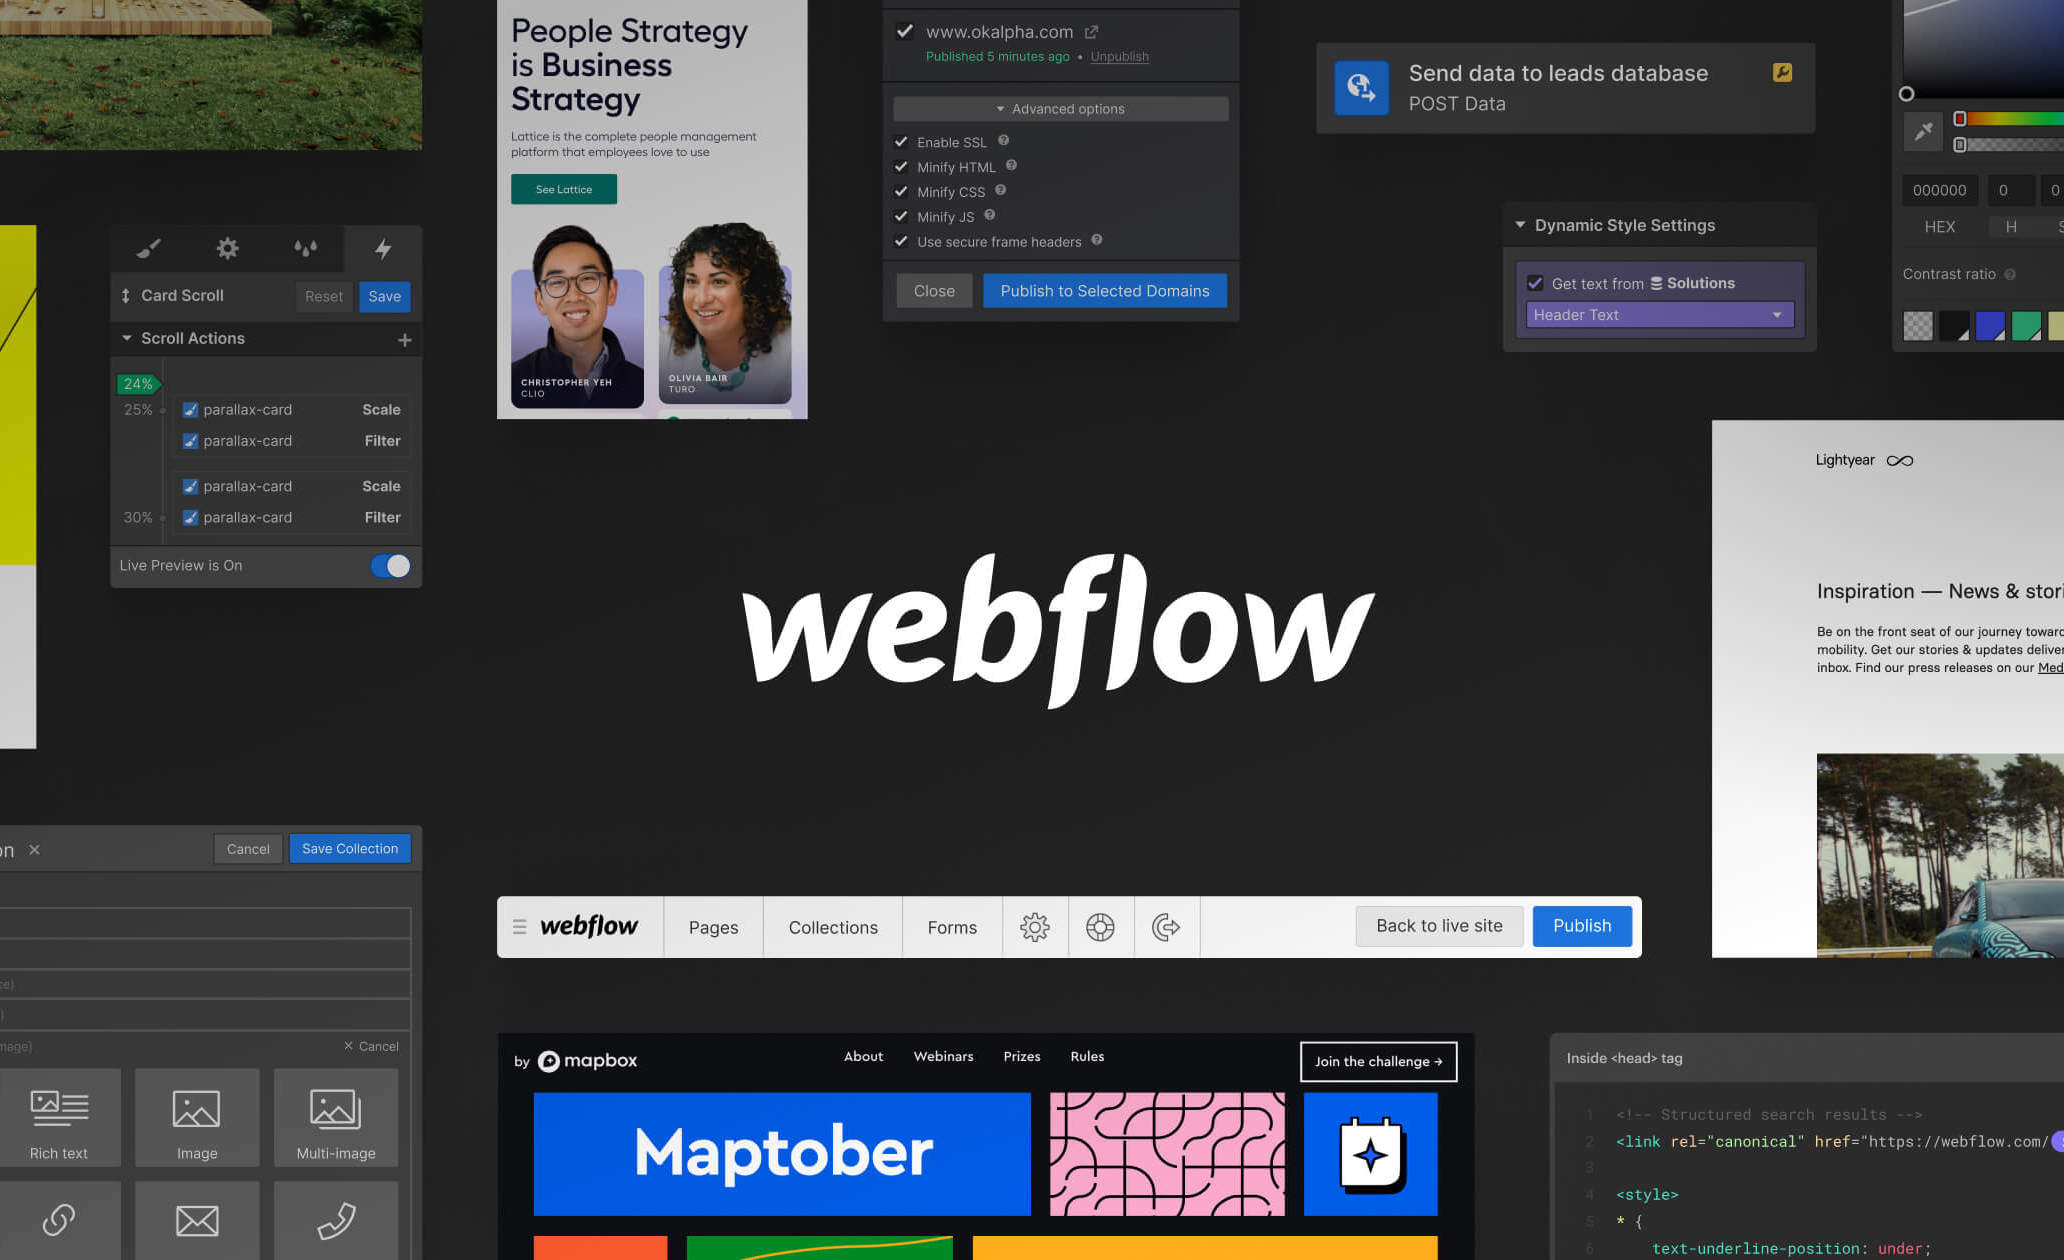 People Strategy
is Business
Strategy
Lattice is the complete people management
platform that employees love to use
See Lattice
CHRISTOPHER YEH
CLIO
OLIVIA BAIR
TURO
www.okalpha.com
Published 5 minutes ago • Unpublish
Advanced options
Enable SSL
Minify HTML
Minify CSS
Minify JS
Use secure frame headers
Close
Publish to Selected Domains
Send data to leads database
POST Data
Dynamic Style Settings
Get text from Solutions
Header Text
000000
0
0
HEX
H
S
Contrast ratio
Card Scroll
Reset
Save
Scroll Actions
24%
25%
parallax-card Scale
parallax-card Filter
parallax-card Scale
30%
parallax-card Filter
Live Preview is On
Lightyear
Inspiration — News & stori
Be on the front seat of our journey toward
mobility. Get our stories & updates deliver
inbox. Find our press releases on our Med
webflow
on
Cancel
Save Collection
mage)
Cancel
Rich text
Image
Multi-image
webflow
Pages
Collections
Forms
Back to live site
Publish
by mapbox
About
Webinars
Prizes
Rules
Join the challenge →
Maptober
Inside <head> tag
1 <!-- Structured search results -->
2 <link rel="canonical" href="https://webflow.com/
3
4 <style>
5 * {
6 text-underline-position: under;